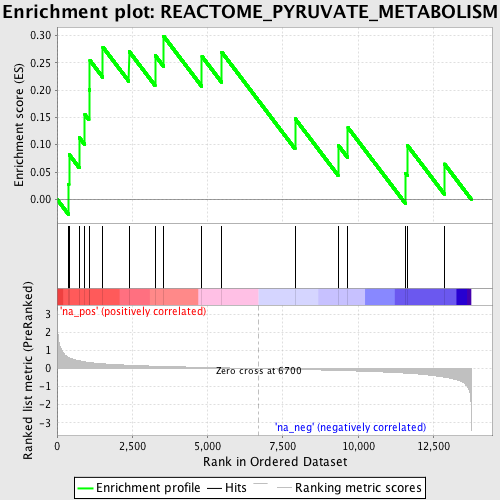 Enrichment plot: REACTOME_PYRUVATE_METABOLISM
Enrichment score (ES)
0.30
0.25
0.20
0.15
0.10
0.05
0.00
'na_pos' (positively correlated)
Ranked list metric (PreRanked)
3
2
1
0
-1
-2
-3
Zero cross at 6700
'na_neg' (negatively correlated)
0
2,500
5,000
7,500
10,000
12,500
Rank in Ordered Dataset
Enrichment profile
Hits
Ranking metric scores